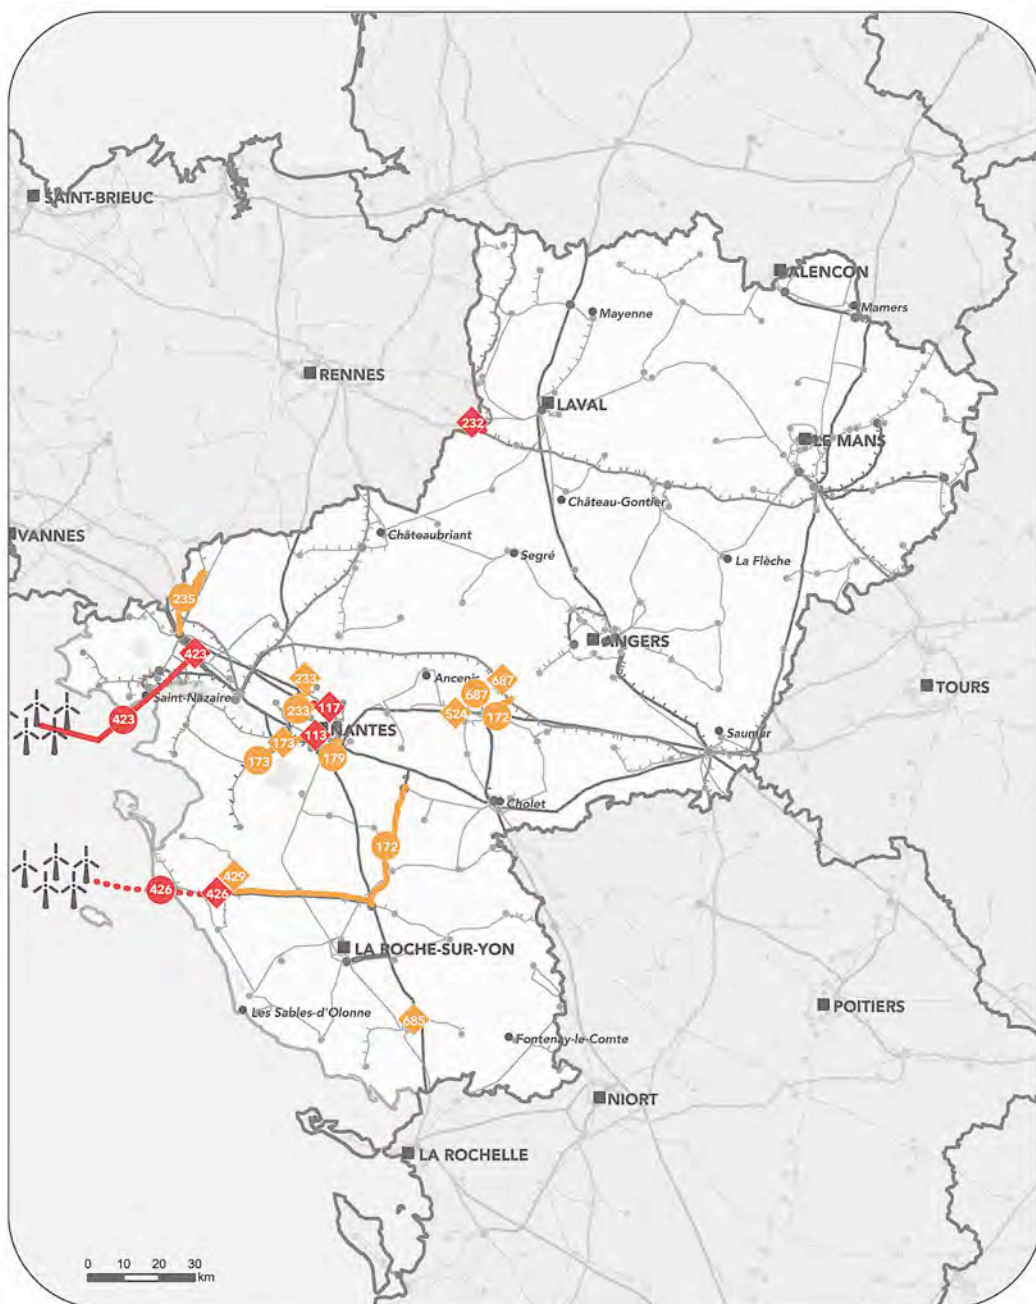 SAINT-BRIEUC
ALENCON
Mamers
Mayenne
RENNES
LAVAL
232
LE MANS
Château-Gontier
VANNES
Châteaubriant
Segré
La Flèche
235
ANGERS
423
233
Ancenis
687
TOURS
Saint-Nazaire
687
423
233
117
524
172
NANTES
113
Saumur
173
173
179
Cholet
172
429
426
426
LA ROCHE-SUR-YON
Les Sables-d'Olonne
685
POITIERS
Fontenay-le-Comte
NIORT
LA ROCHELLE
0 10 20 30
km